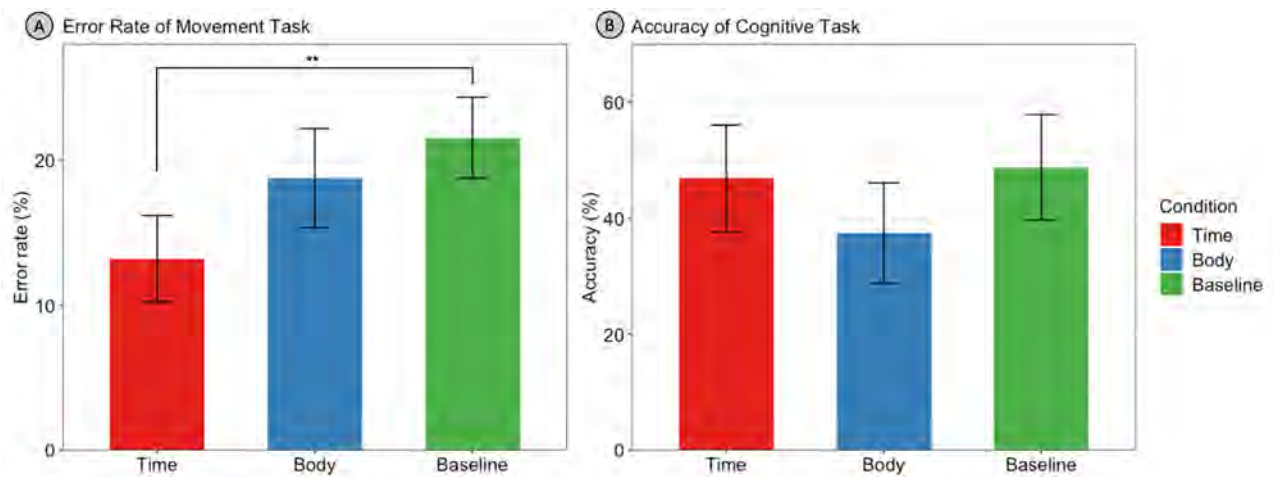 A Error Rate of Movement Task
**
Error rate (%)
20
10
0
Time Body Baseline
B Accuracy of Cognitive Task
Accuracy (%)
60
40
20
0
Time Body Baseline
Condition
Time
Body
Baseline